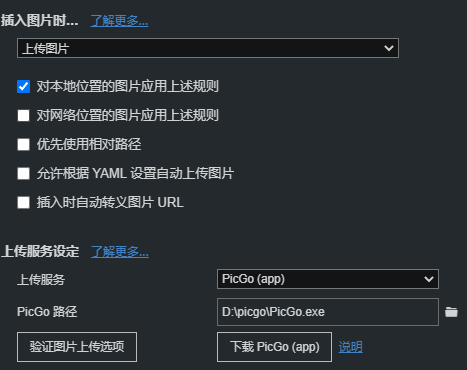 插入图片时... 了解更多...
上传图片
对本地位置的图片应用上述规则
对网络位置的图片应用上述规则
优先使用相对路径
允许根据 YAML 设置自动上传图片
插入时自动转义图片 URL
上传服务设定 了解更多...
上传服务 PicGo (app)
PicGo 路径 D:\picgo\PicGo.exe
验证图片上传选项 下载 PicGo (app) 说明